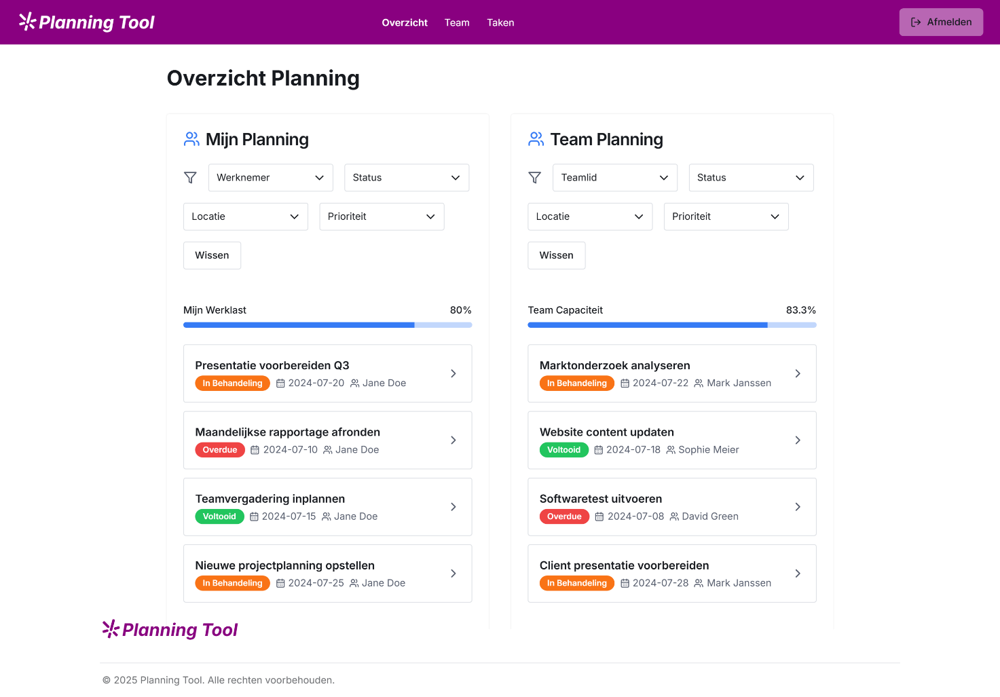 Planning Tool
Overzicht Team Taken
Afmelden
Overzicht Planning
Mijn Planning
Werknemer Status
Locatie Prioriteit
Wissen
Mijn Werklast 80%
Presentatie voorbereiden Q3
In Behandeling 2024-07-20 Jane Doe
Maandelijkse rapportage afronden
Overdue 2024-07-10 Jane Doe
Teamvergadering inplannen
Voltooid 2024-07-15 Jane Doe
Nieuwe projectplanning opstellen
In Behandeling 2024-07-25 Jane Doe
Team Planning
Teamlid Status
Locatie Prioriteit
Wissen
Team Capaciteit 83.3%
Marktonderzoek analyseren
In Behandeling 2024-07-22 Mark Janssen
Website content updaten
Voltooid 2024-07-18 Sophie Meier
Softwaretest uitvoeren
Overdue 2024-07-08 David Green
Client presentatie voorbereiden
In Behandeling 2024-07-28 Mark Janssen
Planning Tool
© 2025 Planning Tool. Alle rechten voorbehouden.